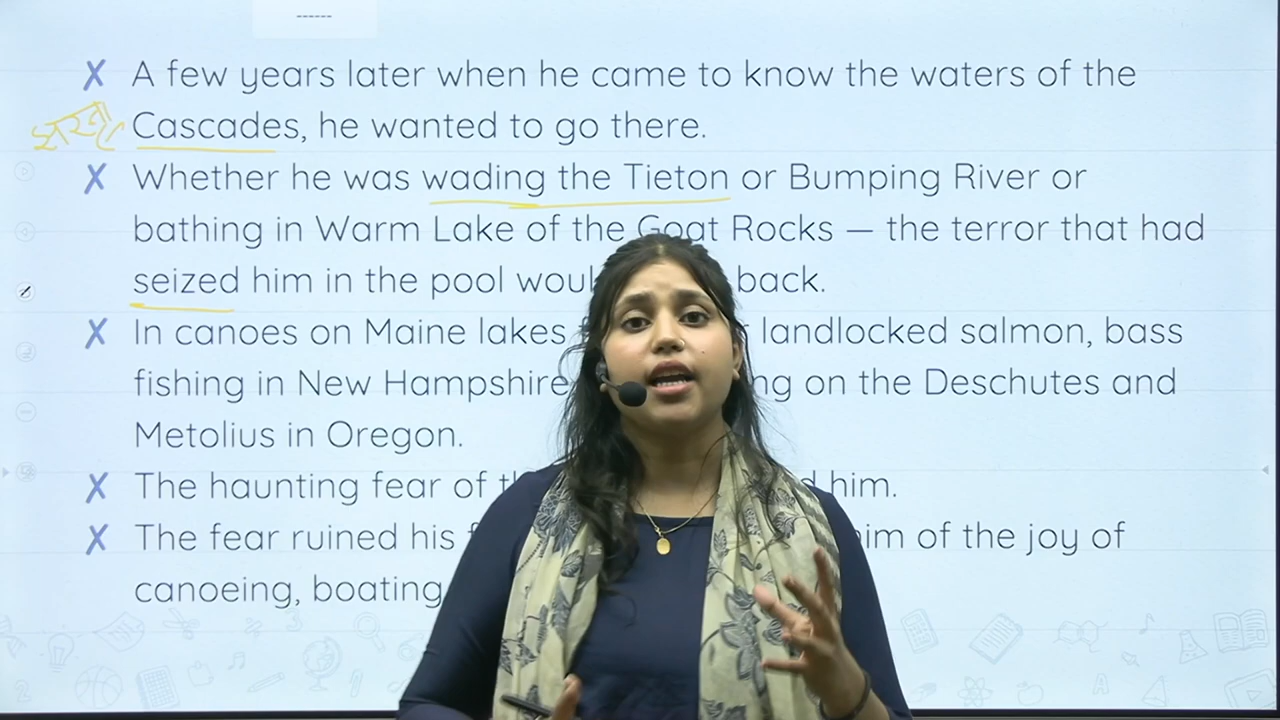 ------
✗ A few years later when he came to know the waters of the
Cascades, he wanted to go there.
✗ Whether he was wading the Tieton or Bumping River or
bathing in Warm Lake of the Goat Rocks — the terror that had
seized him in the pool woul back.
✗ In canoes on Maine lakes landlocked salmon, bass
fishing in New Hampshire ng on the Deschutes and
Metolius in Oregon.
✗ The haunting fear of t d him.
✗ The fear ruined his f him of the joy of
canoeing, boating